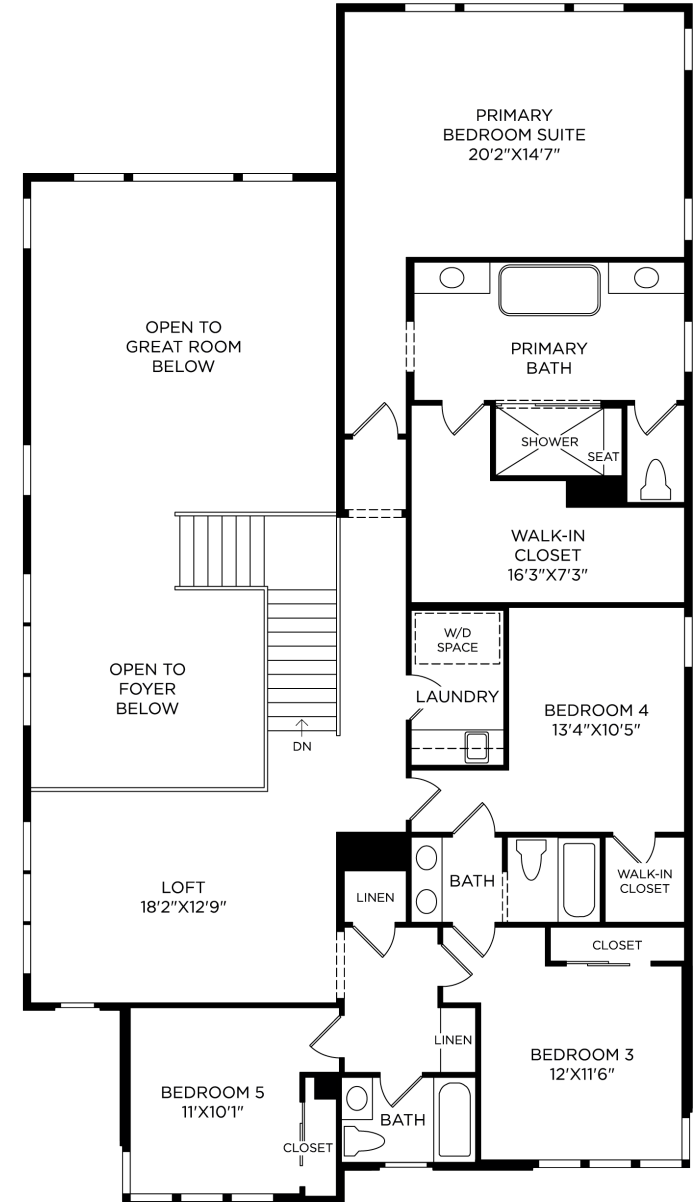 PRIMARY
BEDROOM SUITE
20'2"X14'7"
OPEN TO
GREAT ROOM
BELOW
PRIMARY
BATH
SHOWER
SEAT
WALK-IN
CLOSET
16'3"X7'3"
W/D
SPACE
LAUNDRY
OPEN TO
FOYER
BELOW
BEDROOM 4
13'4"X10'5"
DN
LOFT
18'2"X12'9"
LINEN
BATH
WALK-IN
CLOSET
CLOSET
LINEN
BEDROOM 3
12'X11'6"
BEDROOM 5
11'X10'1"
BATH
CLOSET